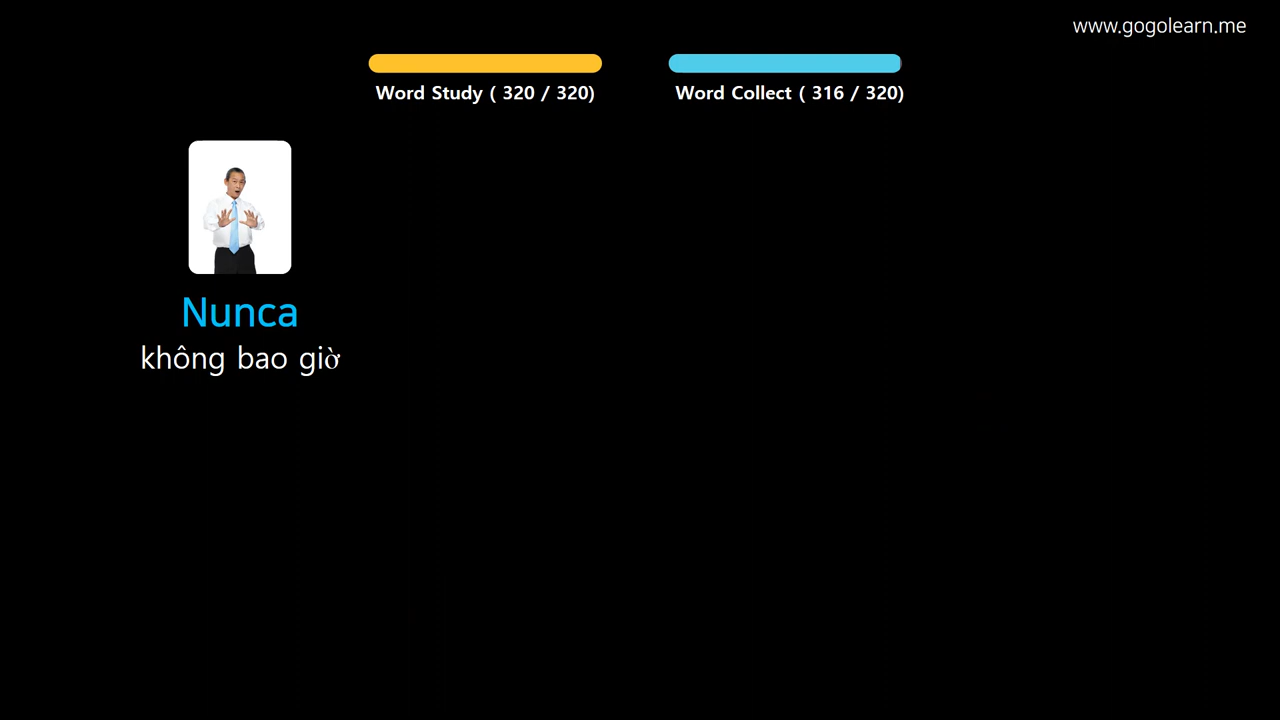 www.gogolearn.me
Word Study ( 320 / 320)
Word Collect ( 316 / 320)
Nunca
không bao giờ